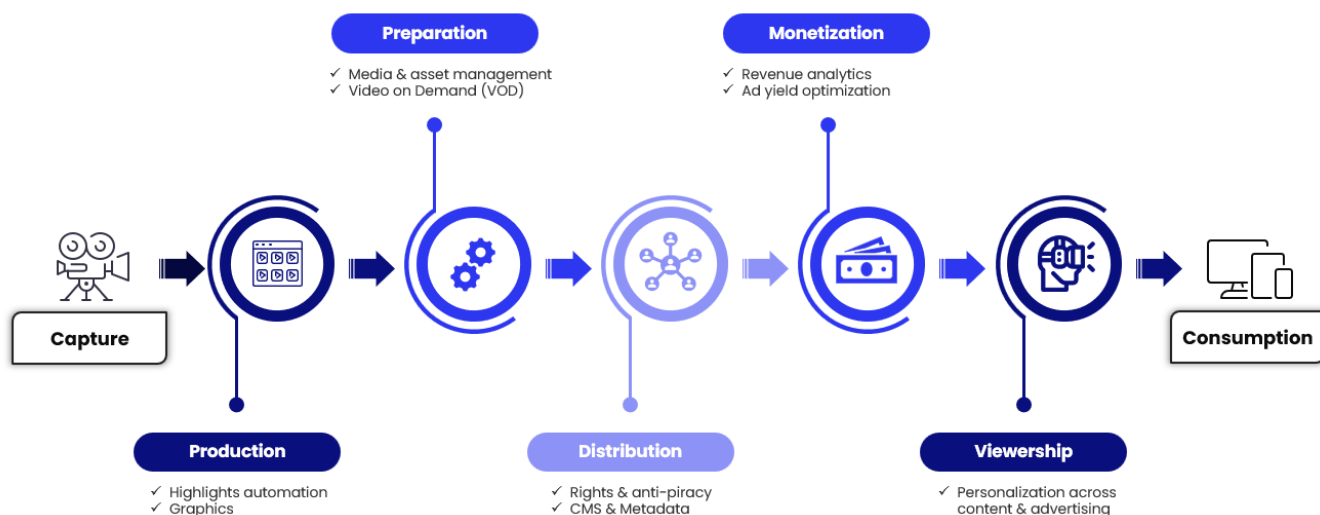 Preparation
✓ Media & asset management
✓ Video on Demand (VOD)
Monetization
✓ Revenue analytics
✓ Ad yield optimization
Capture
Consumption
Production
✓ Highlights automation
✓ Graphics
Distribution
✓ Rights & anti-piracy
✓ CMS & Metadata
Viewership
✓ Personalization across
content & advertising